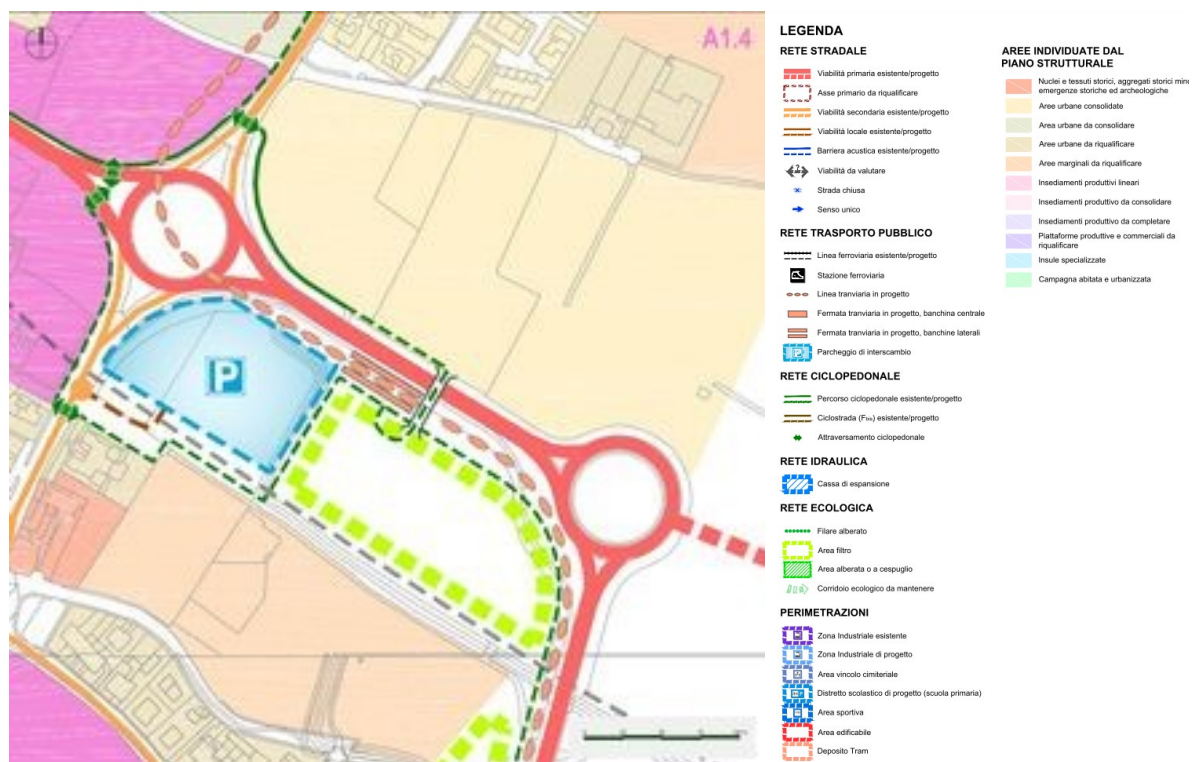 A1.4
P
LEGENDA
RETE STRADALE
Viabilità primaria esistente/progetto
Asse primario da riqualificare
Viabilità secondaria esistente/progetto
Viabilità locale esistente/progetto
Barriera acustica esistente/progetto
?
Viabilità da valutare
Strada chiusa
Senso unico
RETE TRASPORTO PUBBLICO
Linea ferroviaria esistente/progetto
Stazione ferroviaria
Linea tranviaria in progetto
Fermata tranviaria in progetto, banchina centrale
Fermata tranviaria in progetto, banchine laterali
P
Parcheggio di interscambio
RETE CICLOPEDONALE
Percorso ciclopedonale esistente/progetto
Ciclostrada (Fbis) esistente/progetto
Attraversamento ciclopedonale
RETE IDRAULICA
Cassa di espansione
RETE ECOLOGICA
Filare alberato
Area filtro
Area alberata o a cespuglio
Corridoio ecologico da mantenere
PERIMETRAZIONI
Zona Industriale esistente
Zona Industriale di progetto
Area vincolo cimiteriale
Distretto scolastico di progetto (scuola primaria)
Area sportiva
Area edificabile
Deposito Tram
AREE INDIVIDUATE DAL
PIANO STRUTTURALE
Nuclei e tessuti storici, aggregati storici mino
emergenze storiche ed archeologiche
Aree urbane consolidate
Area urbane da consolidare
Aree urbane da riqualificare
Aree marginali da riqualificare
Insediamenti produttivi lineari
Insediamenti produttivo da consolidare
Insediamenti produttivo da completare
Piattaforme produttive e commerciali da
riqualificare
Insule specializzate
Campagna abitata e urbanizzata